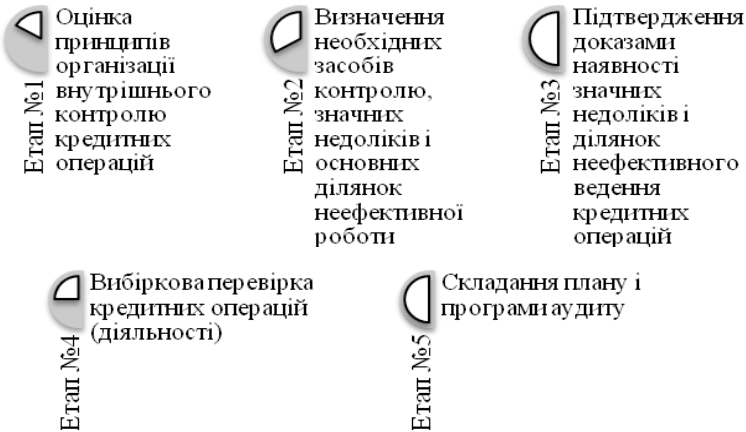 Етап №1
Оцінка
принципів
організації
внутрішнього
контролю
кредитних
операцій
Етап №2
Визначення
необхідних
засобів
контролю,
значних
недоліків і
основних
ділянок
неефективної
роботи
Етап №3
Підтвердження
доказами
наявності
значних
недоліків і
ділянок
неефективного
ведення
кредитних
операцій
Етап №4
Вибіркова перевірка
кредитних операцій
(діяльності)
Етап №5
Складання плану і
програми аудиту